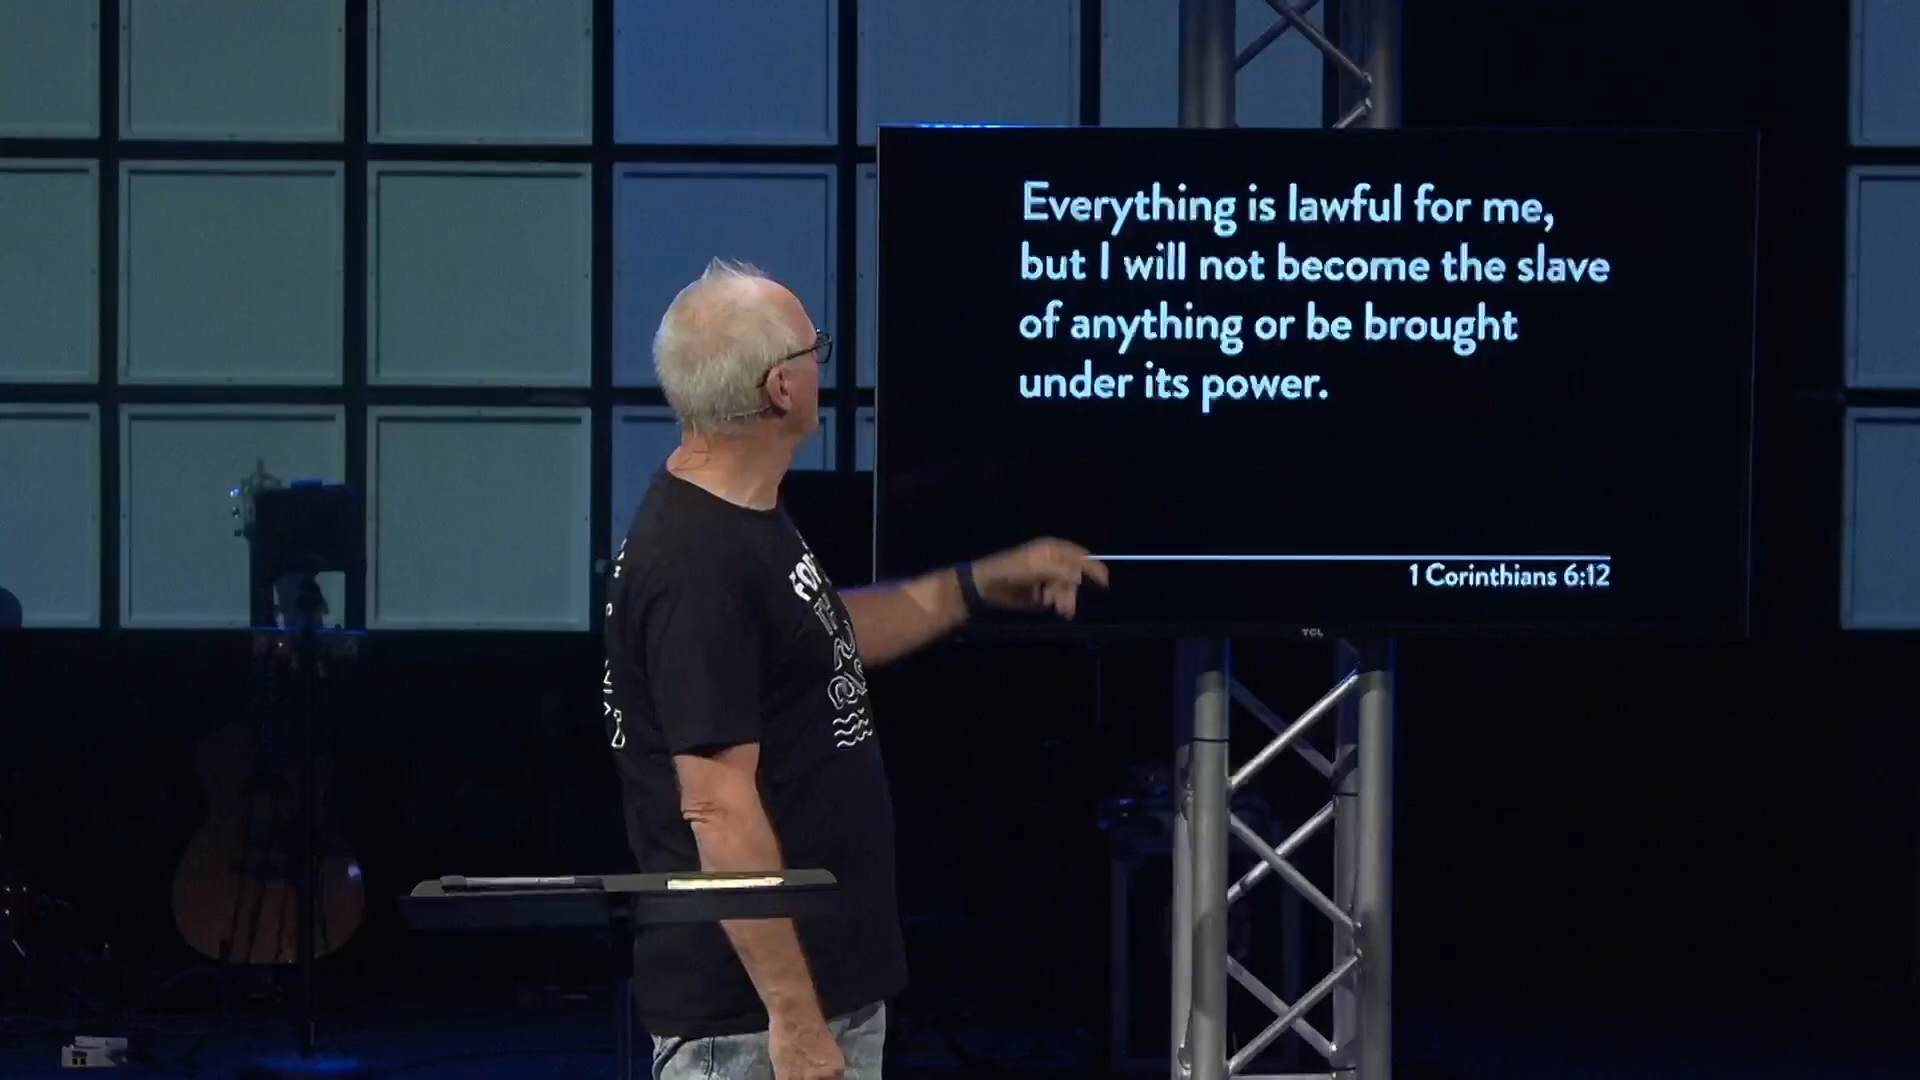 Everything is lawful for me,
but I will not become the slave
of anything or be brought
under its power.
1 Corinthians 6:12
TCL